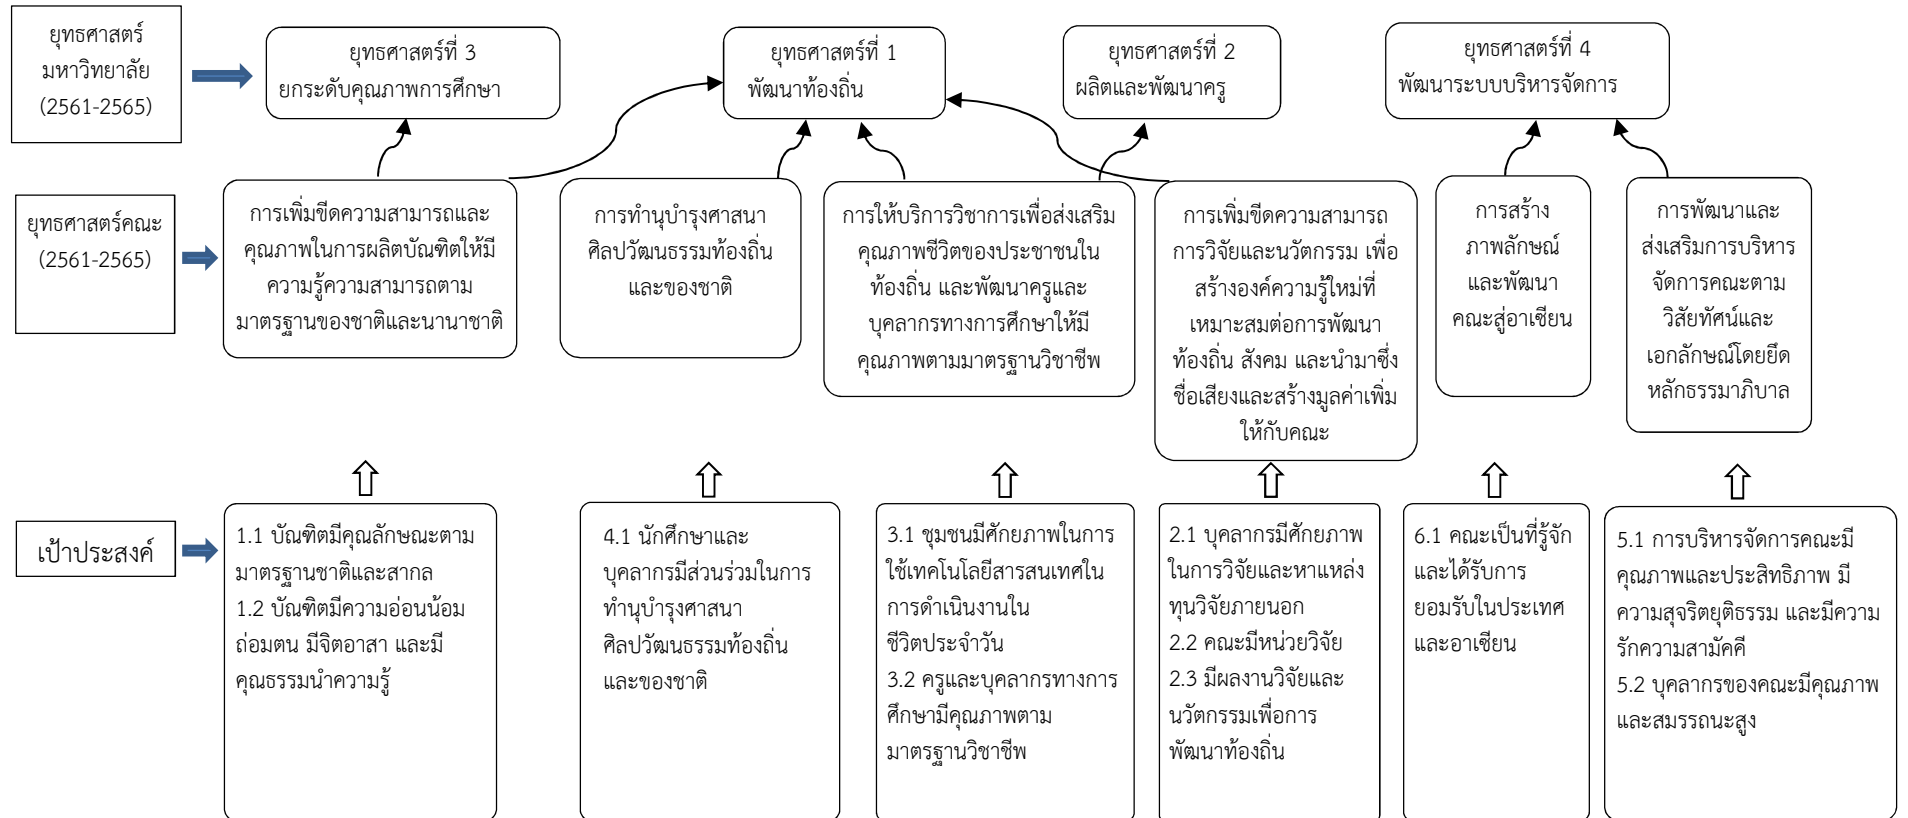 ยุทธศาสตร์
มหาวิทยาลัย
(2561-2565)
ยุทธศาสตร์ที่ 3
ยกระดับคุณภาพการศึกษา
ยุทธศาสตร์ที่ 1
พัฒนาท้องถิ่น
ยุทธศาสตร์ที่ 2
ผลิตและพัฒนาครู
ยุทธศาสตร์ที่ 4
พัฒนาระบบบริหารจัดการ
ยุทธศาสตร์คณะ
(2561-2565)
การเพิ่มขีดความสามารถและ
คุณภาพในการผลิตบัณฑิตให้มี
ความรู้ความสามารถตาม
มาตรฐานของชาติและนานาชาติ
การทำนุบำรุงศาสนา
ศิลปวัฒนธรรมท้องถิ่น
และของชาติ
การให้บริการวิชาการเพื่อส่งเสริม
คุณภาพชีวิตของประชาชนใน
ท้องถิ่น และพัฒนาครูและ
บุคลากรทางการศึกษาให้มี
คุณภาพตามมาตรฐานวิชาชีพ
การเพิ่มขีดความสามารถ
การวิจัยและนวัตกรรม เพื่อ
สร้างองค์ความรู้ใหม่ที่
เหมาะสมต่อการพัฒนา
ท้องถิ่น สังคม และนำมาซึ่ง
ชื่อเสียงและสร้างมูลค่าเพิ่ม
ให้กับคณะ
การสร้าง
ภาพลักษณ์
และพัฒนา
คณะสู่อาเซียน
การพัฒนาและ
ส่งเสริมการบริหาร
จัดการคณะตาม
วิสัยทัศน์และ
เอกลักษณ์โดยยึด
หลักธรรมาภิบาล
เป้าประสงค์
1.1 บัณฑิตมีคุณลักษณะตาม
มาตรฐานชาติและสากล
1.2 บัณฑิตมีความอ่อนน้อม
ถ่อมตน มีจิตอาสา และมี
คุณธรรมนำความรู้
4.1 นักศึกษาและ
บุคลากรมีส่วนร่วมในการ
ทำนุบำรุงศาสนา
ศิลปวัฒนธรรมท้องถิ่น
และของชาติ
3.1 ชุมชนมีศักยภาพในการ
ใช้เทคโนโลยีสารสนเทศใน
การดำเนินงานใน
ชีวิตประจำวัน
3.2 ครูและบุคลากรทางการ
ศึกษามีคุณภาพตาม
มาตรฐานวิชาชีพ
2.1 บุคลากรมีศักยภาพ
ในการวิจัยและหาแหล่ง
ทุนวิจัยภายนอก
2.2 คณะมีหน่วยวิจัย
2.3 มีผลงานวิจัยและ
นวัตกรรมเพื่อการ
พัฒนาท้องถิ่น
6.1 คณะเป็นที่รู้จัก
และได้รับการ
ยอมรับในประเทศ
และอาเซียน
5.1 การบริหารจัดการคณะมี
คุณภาพและประสิทธิภาพ มี
ความสุจริตยุติธรรม และมีความ
รักความสามัคคี
5.2 บุคลากรของคณะมีคุณภาพ
และสมรรถนะสูง